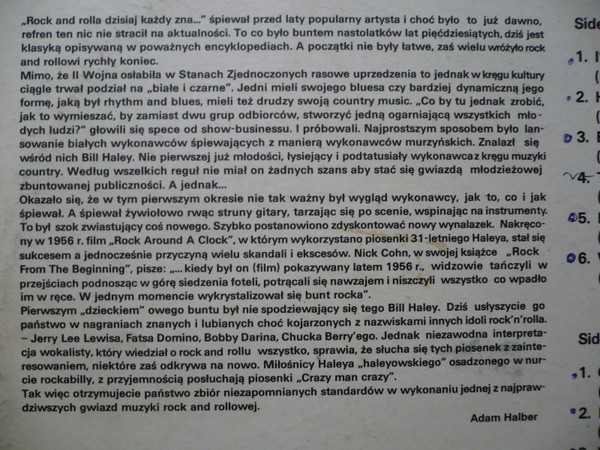 „Rock and rolla dzisiaj każdy zna...” śpiewał przed laty popularny artysta i choć było to już dawno,
refren ten nic nie stracił na aktualności. To co było buntem nastolatków lat pięćdziesiątych, dziś jest
klasyką opisywaną w poważnych encyklopediach. A początki nie były łatwe, zaś wielu wróżyło rock
and rollowi rychły koniec.
Mimo, że II Wojna osłabiła w Stanach Zjednoczonych rasowe uprzedzenia to jednak w kręgu kultury
ciągle trwał podział na „białe i czarne”. Jedni mieli swojego bluesa czy bardziej dynamiczną jego
formę, jaką był rhythm and blues, mieli też drudzy swoją country music. „Co by tu jednak zrobić,
jak to wymieszać, by zamiast dwu grup odbiorców, stworzyć jedną ogarniającą wszystkich mło-
dych ludzi?” głowili się spece od show-businessu. I próbowali. Najprostszym sposobem było lan-
sowanie białych wykonawców śpiewających z manierą wykonawców murzyńskich. Znalazł się
wśród nich Bill Haley. Nie pierwszej już młodości, łysiejący i podtatusiały wykonawca z kręgu muzyki
country. Według wszelkich reguł nie miał on żadnych szans aby stać się gwiazdą młodzieżowej
zbuntowanej publiczności. A jednak...
Okazało się, że w tym pierwszym okresie nie tak ważny był wygląd wykonawcy, jak to, co i jak
śpiewał. A śpiewał żywiołowo rwąc struny gitary, tarzając się po scenie, wspinając na instrumenty.
To był szok zwiastujący coś nowego. Szybko postanowiono zdyskontować nowy wynalazek. Nakręco-
ny w 1956 r. film „Rock Around A Clock”, w którym wykorzystano piosenki 31-letniego Haleya, stał się
sukcesem a jednocześnie przyczyną wielu skandali i ekscesów. Nick Cohn, w swojej książce „Rock
From The Beginning”, pisze: „...kiedy był on (film) pokazywany latem 1956 r., widzowie tańczyli w
przejściach podnosząc w górę siedzenia foteli, potrącali się nawzajem i niszczyli wszystko co wpadło
im w ręce. W jednym momencie wykrystalizował się bunt rocka”.
Pierwszym „dzieckiem” owego buntu był nie spodziewający się tego Bill Haley. Dziś usłyszycie go
państwo w nagraniach znanych i lubianych choć kojarzonych z nazwiskami innych idoli rock'n'rolla.
– Jerry Lee Lewisa, Fatsa Domino, Bobby Darina, Chucka Berry'ego. Jednak niezawodna interpreta-
cja wokalisty, który wiedział o rock and rollu wszystko, sprawia, że słucha się tych piosenek z zainte-
resowaniem, niektóre zaś odkrywa na nowo. Miłośnicy Haleya „haleyowskiego” osadzonego w nur-
cie rockabilly, z przyjemnością posłuchają piosenki „Crazy man crazy”.
Tak więc otrzymujecie państwo zbiór niezapomnianych standardów w wykonaniu jednej z najpraw-
dziwszych gwiazd muzyki rock and rollowej.
Adam Halber
Side
1.
2.
3.
4.
5.
6.
Sid
1.
2.
3.